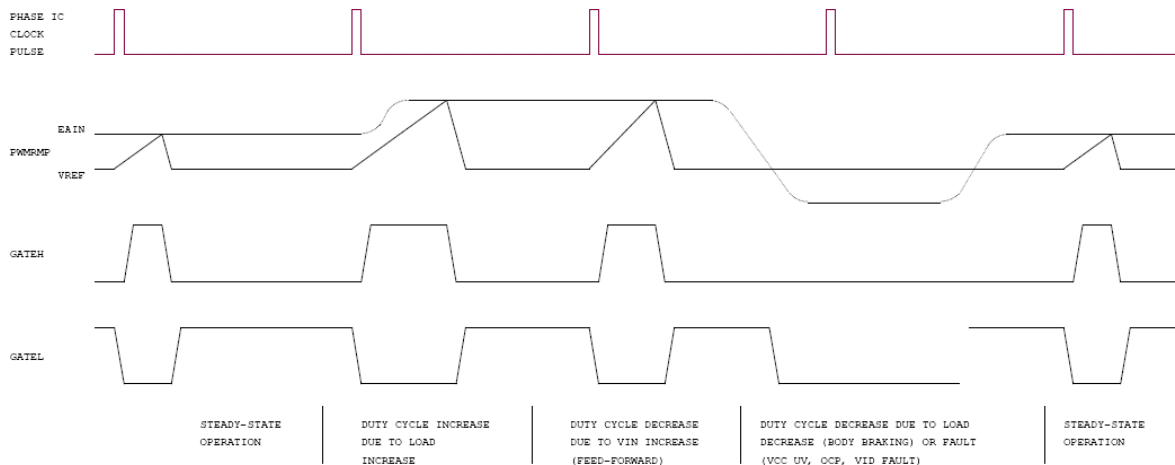 PHASE IC
CLOCK
PULSE
EAIN
PWMRMP
VREF
GATEH
GATEL
STEADY-STATE
OPERATION
DUTY CYCLE INCREASE
DUE TO LOAD
INCREASE
DUTY CYCLE DECREASE
DUE TO VIN INCREASE
(FEED-FORWARD)
DUTY CYCLE DECREASE DUE TO LOAD
DECREASE (BODY BRAKING) OR FAULT
(VCC UV, OCP, VID FAULT)
STEADY-STATE
OPERATION